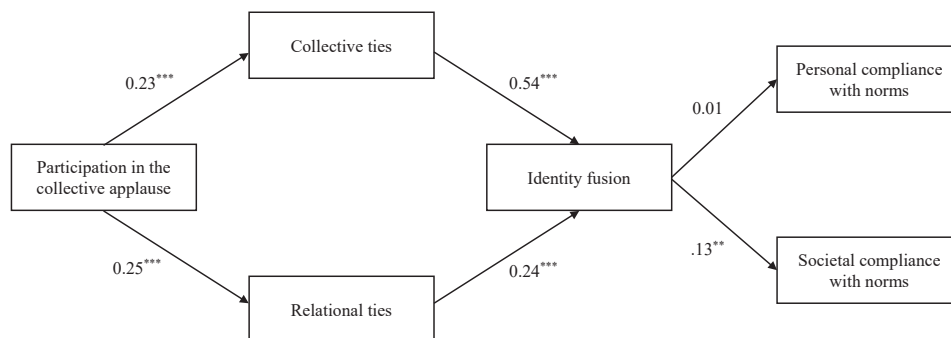 Collective ties
Personal compliance
with norms
0.23***
0.54***
0.01
Participation in the
collective applause
Identity fusion
0.25***
0.24***
.13**
Societal compliance
with norms
Relational ties